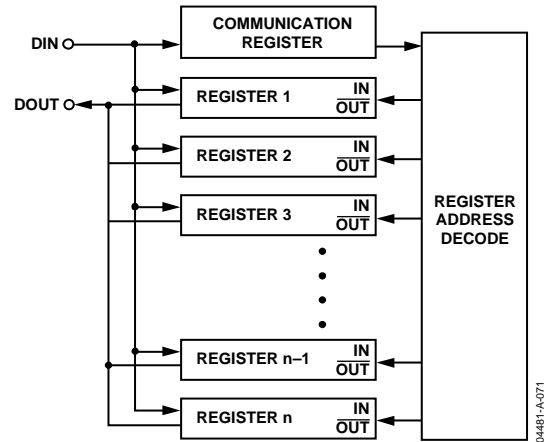 COMMUNICATION
REGISTER
DIN
DOUT
REGISTER 1
IN
OUT
REGISTER 2
IN
OUT
REGISTER 3
IN
OUT
REGISTER n–1
IN
OUT
REGISTER n
IN
OUT
REGISTER
ADDRESS
DECODE
04481-A-071